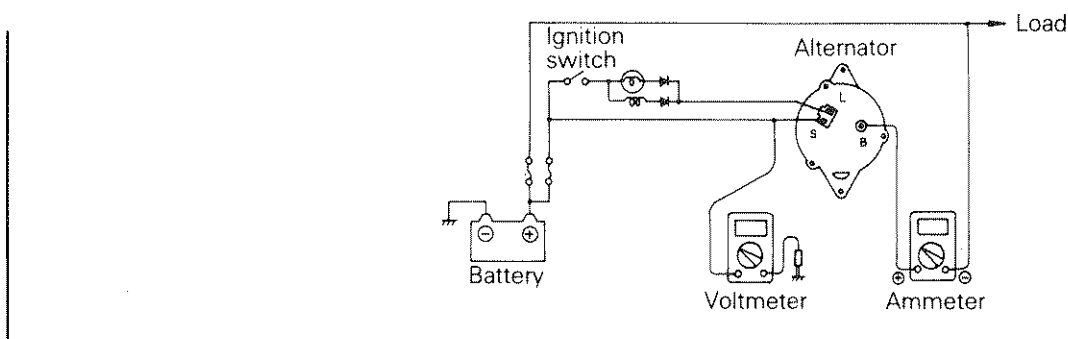 Load
Ignition
switch
Alternator
L
S
B
⊖
⊕
Battery
Voltmeter
⊕
⊖
Ammeter